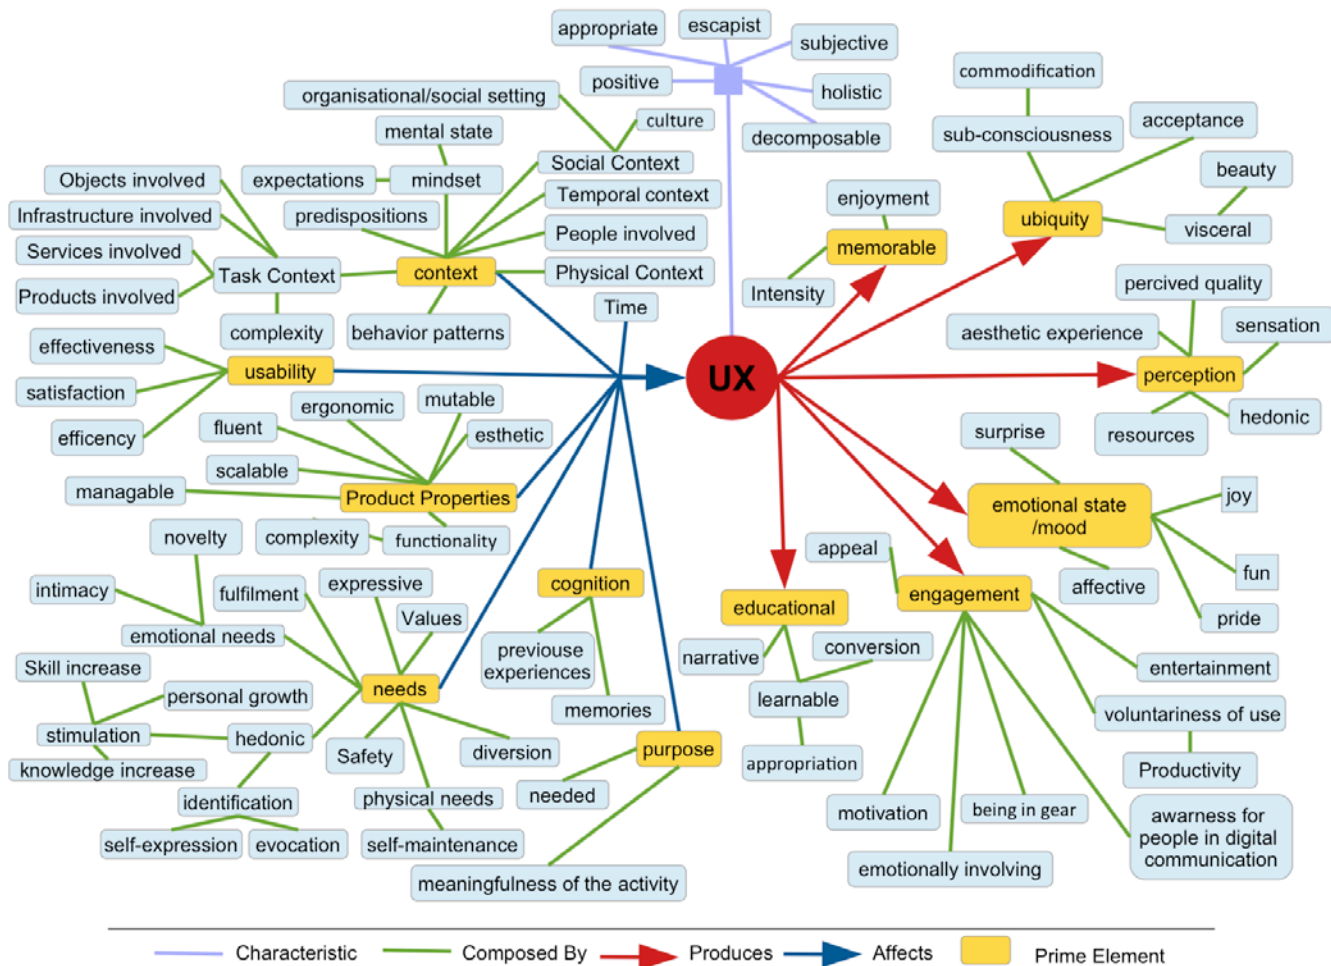 appropriate
escapist
subjective
positive
holistic
decomposable
commodification
sub-consciousness
acceptance
beauty
visceral
ubiquity
organisational/social setting
mental state
culture
Social Context
expectations
mindset
Temporal context
predispositions
People involved
Physical Context
Objects involved
Infrastructure involved
Services involved
Products involved
Task Context
context
complexity
behavior patterns
Time
enjoyment
memorable
Intensity
percived quality
aesthetic experience
sensation
perception
resources
hedonic
effectiveness
usability
satisfaction
efficency
UX
ergonomic
mutable
fluent
esthetic
scalable
managable
Product Properties
complexity
functionality
surprise
emotional state
/mood
joy
fun
pride
affective
novelty
intimacy
fulfilment
expressive
Values
emotional needs
Skill increase
personal growth
needs
stimulation
hedonic
knowledge increase
Safety
diversion
identification
physical needs
self-expression
evocation
self-maintenance
cognition
previouse
experiences
memories
purpose
needed
meaningfulness of the activity
educational
narrative
conversion
learnable
appropriation
appeal
engagement
entertainment
voluntariness of use
Productivity
motivation
being in gear
emotionally involving
awarness for
people in digital
communication
Characteristic
Composed By
Produces
Affects
Prime Element